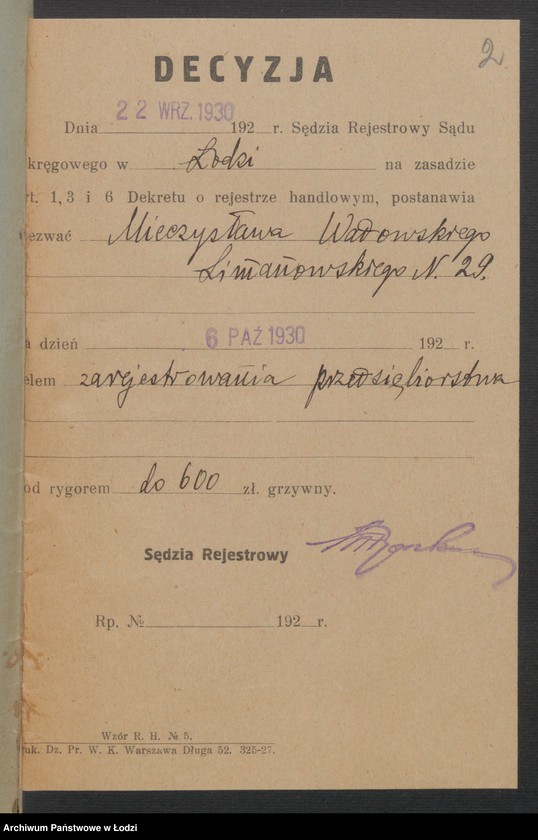 2
DECYZJA
22 WRZ. 1930
Dnia 192 r. Sędzia Rejestrowy Sądu
kręgowego w Łodzi na zasadzie
rt. 1, 3 i 6 Dekretu o rejestrze handlowym, postanawia
ezwać Mieczysława Wadowskiego
Limanowskiego N. 29.
6 PAŹ 1930
a dzień 192 r.
elem zarejestrowania przedsiębiorstwa
od rygorem do 600 zł. grzywny.
Sędzia Rejestrowy
Rp. № 192 r.
Wzór R. H. № 5.
ruk. Dz. Pr. W. K. Warszawa Długa 52. 325-27.
Archiwum Państwowe w Łodzi